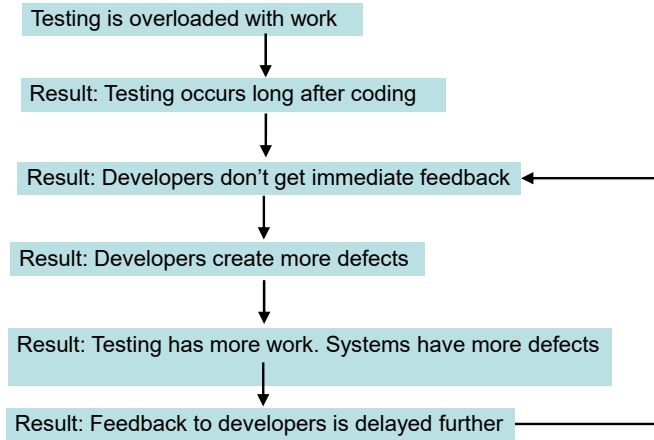 Testing is overloaded with work
Result: Testing occurs long after coding
Result: Developers don’t get immediate feedback
Result: Developers create more defects
Result: Testing has more work. Systems have more defects
Result: Feedback to developers is delayed further